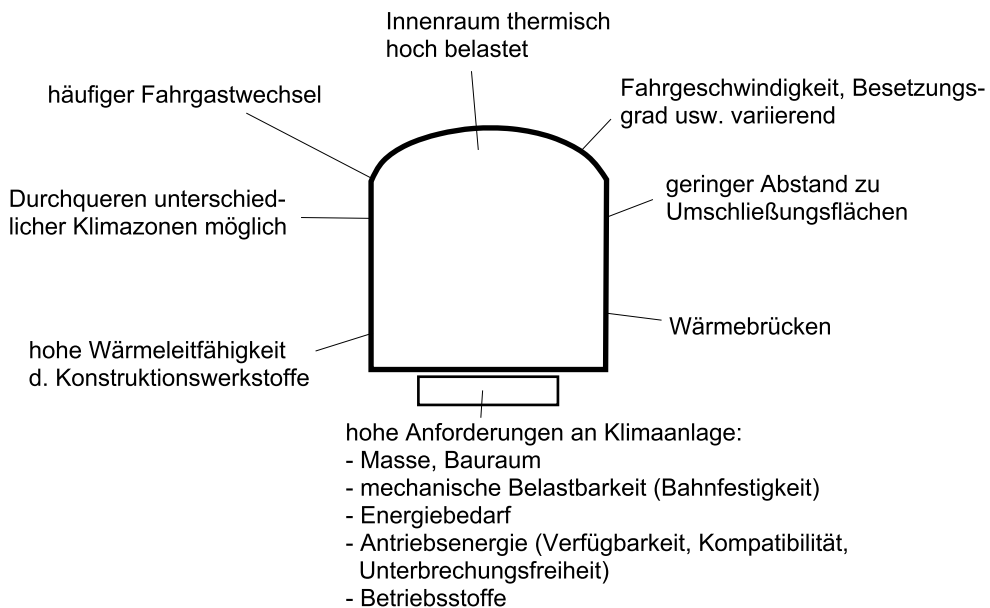 Innenraum thermisch
hoch belastet
häufiger Fahrgastwechsel
Fahrgeschwindigkeit, Besetzungs-
grad usw. variierend
Durchqueren unterschied-
licher Klimazonen möglich
geringer Abstand zu
Umschließungsflächen
hohe Wärmeleitfähigkeit
d. Konstruktionswerkstoffe
Wärmebrücken
hohe Anforderungen an Klimaanlage:
- Masse, Bauraum
- mechanische Belastbarkeit (Bahnfestigkeit)
- Energiebedarf
- Antriebsenergie (Verfügbarkeit, Kompatibilität,
Unterbrechungsfreiheit)
- Betriebsstoffe